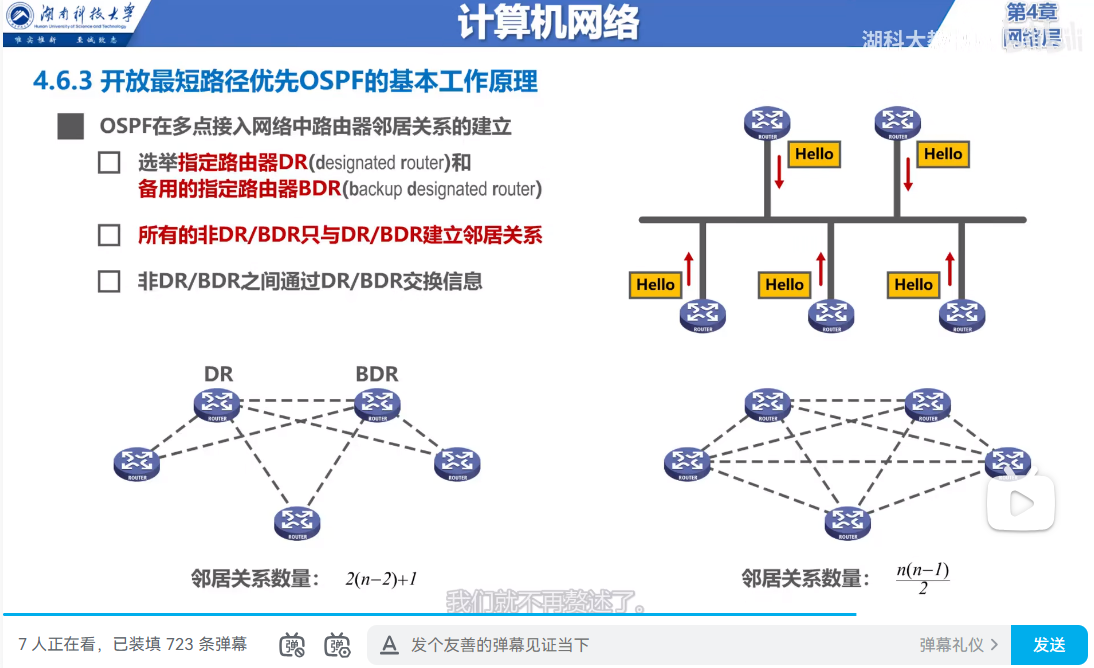 湖南科技大学
Hunan University of Science and Technology
唯实惟新 至诚致志
计算机网络
第4章
网络层
湖科大教
4.6.3 开放最短路径优先OSPF的基本工作原理
OSPF在多点接入网络中路由器邻居关系的建立
选举指定路由器DR(designated router)和
备用的指定路由器BDR(backup designated router)
所有的非DR/BDR只与DR/BDR建立邻居关系
非DR/BDR之间通过DR/BDR交换信息
ROUTER
ROUTER
Hello
Hello
Hello
Hello
Hello
ROUTER
ROUTER
ROUTER
DR
BDR
ROUTER
ROUTER
ROUTER
ROUTER
ROUTER
邻居关系数量： 2(n−2)+1
ROUTER
ROUTER
ROUTER
ROUTER
邻居关系数量： n(n−1)
2
我们就不再赘述了。
7 人正在看，已装填 723 条弹幕
弹
弹
A
发个友善的弹幕见证当下
弹幕礼仪 >
发送